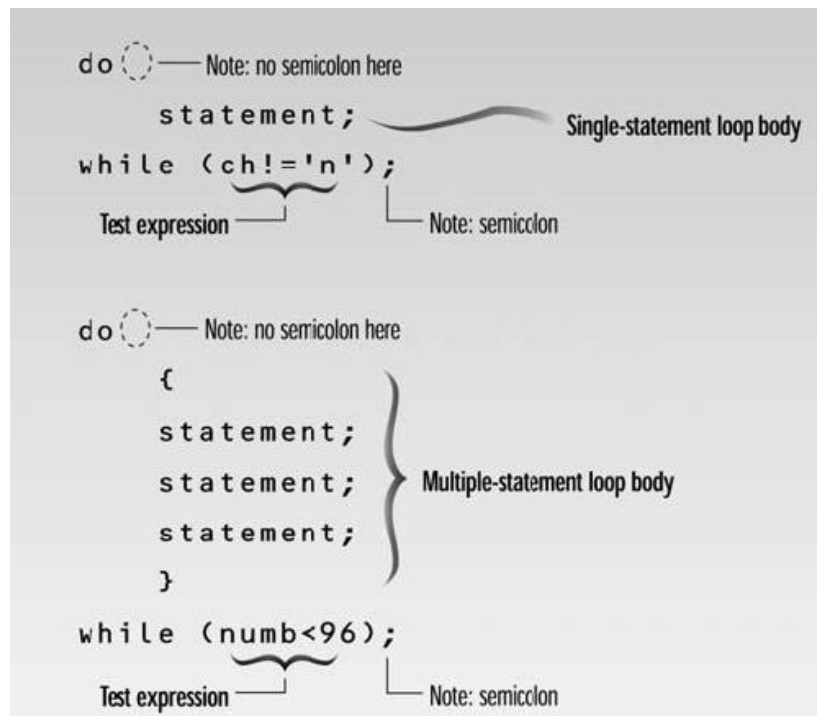 do Note: no semicolon here
statement; Single-statement loop body
while (ch!='n');
Test expression Note: semicolon
do Note: no semicolon here
{
statement;
statement; Multiple-statement loop body
statement;
}
while (numb<96);
Test expression Note: semicolon